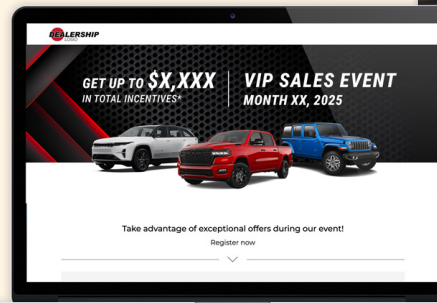 DEALERSHIP
LOGO
GET UP TO $X,XXX
IN TOTAL INCENTIVES*
VIP SALES EVENT
MONTH XX, 2025
Take advantage of exceptional offers during our event!
Register now